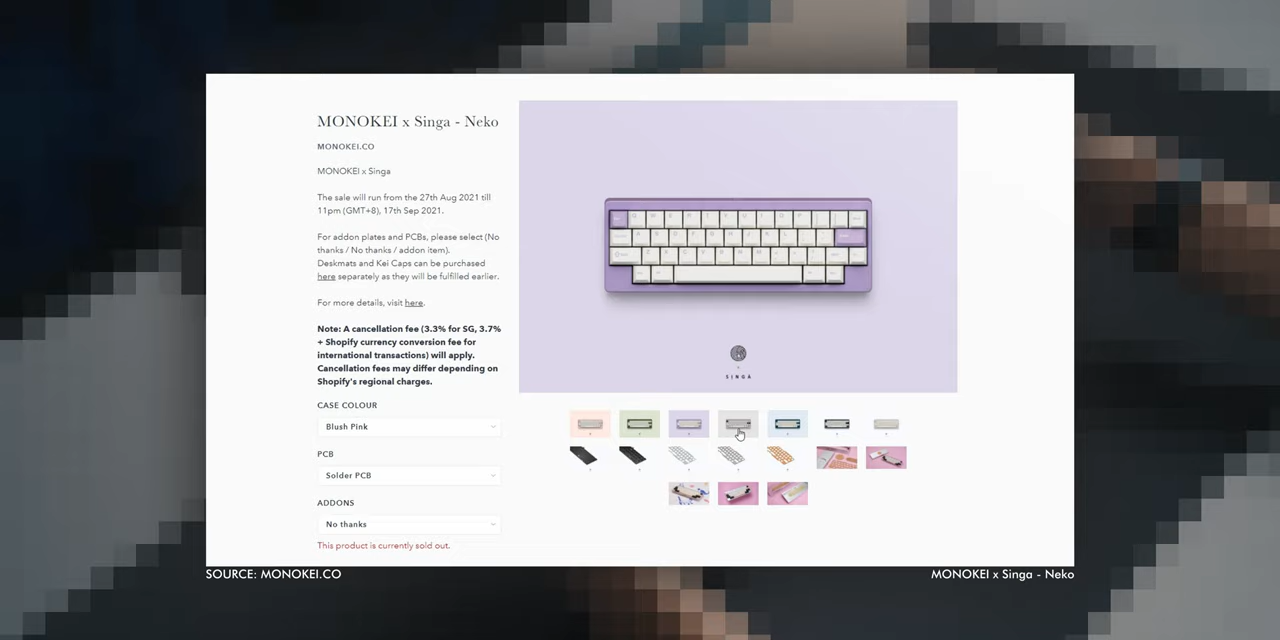 MONOKEI x Singa - Neko
MONOKEI.CO
MONOKEI x Singa
The sale will run from the 27th Aug 2021 till
11pm (GMT+8), 17th Sep 2021.
For addon plates and PCBs, please select (No
thanks / No thanks / addon item).
Deskmats and Kei Caps can be purchased
here separately as they will be fulfilled earlier.
For more details, visit here.
Note: A cancellation fee (3.3% for SG, 3.7%
+ Shopify currency conversion fee for
international transactions) will apply.
Cancellation fees may differ depending on
Shopify's regional charges.
CASE COLOUR
Blush Pink
PCB
Solder PCB
ADDONS
No thanks
This product is currently sold out.
SINGA
SOURCE: MONOKEI.CO
MONOKEI x Singa - Neko